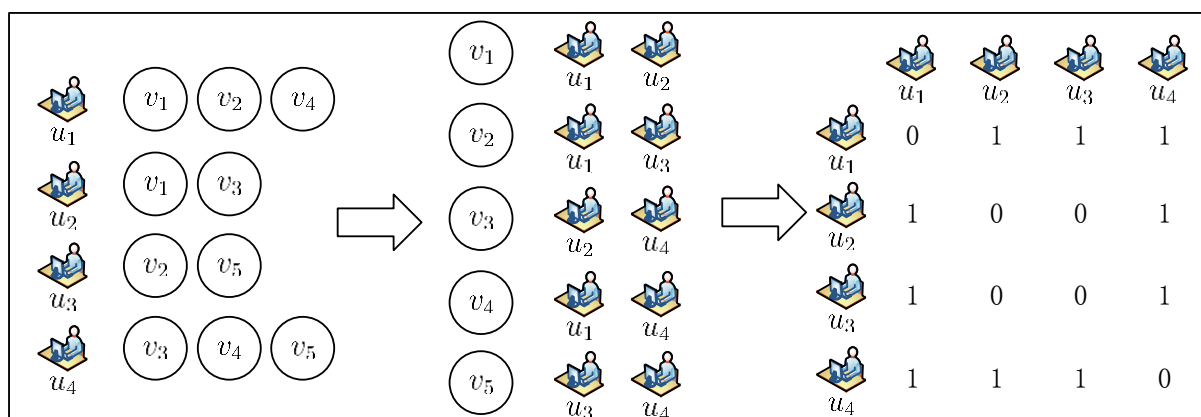 u₁ v₁ v₂ v₄
u₂ v₁ v₃
u₃ v₂ v₅
u₄ v₃ v₄ v₅
v₁ u₁ u₂
v₂ u₁ u₃
v₃ u₂ u₄
v₄ u₁ u₄
v₅ u₃ u₄
u₁ u₂ u₃ u₄
u₁ 0 1 1 1
u₂ 1 0 0 1
u₃ 1 0 0 1
u₄ 1 1 1 0